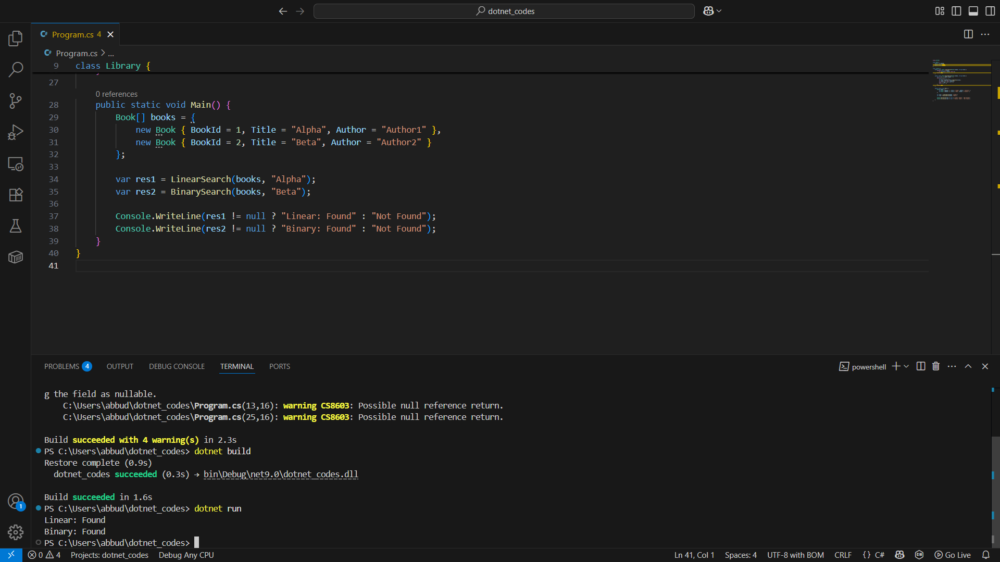 dotnet_codes
Program.cs 4
Program.cs > ...
9 class Library {
27 
0 references
28 public static void Main() {
29 Book[] books = {
30 new Book { BookId = 1, Title = "Alpha", Author = "Author1" },
31 new Book { BookId = 2, Title = "Beta", Author = "Author2" }
32 };
33
34 var res1 = LinearSearch(books, "Alpha");
35 var res2 = BinarySearch(books, "Beta");
36
37 Console.WriteLine(res1 != null ? "Linear: Found" : "Not Found");
38 Console.WriteLine(res2 != null ? "Binary: Found" : "Not Found");
39 }
40 }
41
PROBLEMS 4 OUTPUT DEBUG CONSOLE TERMINAL PORTS
powershell
g the field as nullable.
C:\Users\abbud\dotnet_codes\Program.cs(13,16): warning CS8603: Possible null reference return.
C:\Users\abbud\dotnet_codes\Program.cs(25,16): warning CS8603: Possible null reference return.
Build succeeded with 4 warning(s) in 2.3s
PS C:\Users\abbud\dotnet_codes> dotnet build
Restore complete (0.9s)
dotnet_codes succeeded (0.3s) → bin\Debug\net9.0\dotnet_codes.dll
Build succeeded in 1.6s
1
PS C:\Users\abbud\dotnet_codes> dotnet run
Linear: Found
Binary: Found
PS C:\Users\abbud\dotnet_codes>
0 4 Projects: dotnet_codes Debug Any CPU Ln 41, Col 1 Spaces: 4 UTF-8 with BOM CRLF {} C# Go Live